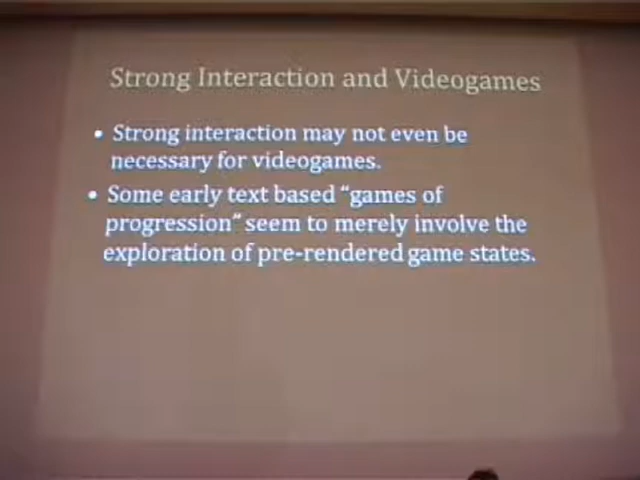 Strong Interaction and Videogames
• Strong interaction may not even be
necessary for videogames.
• Some early text based “games of
progression” seem to merely involve the
exploration of pre-rendered game states.